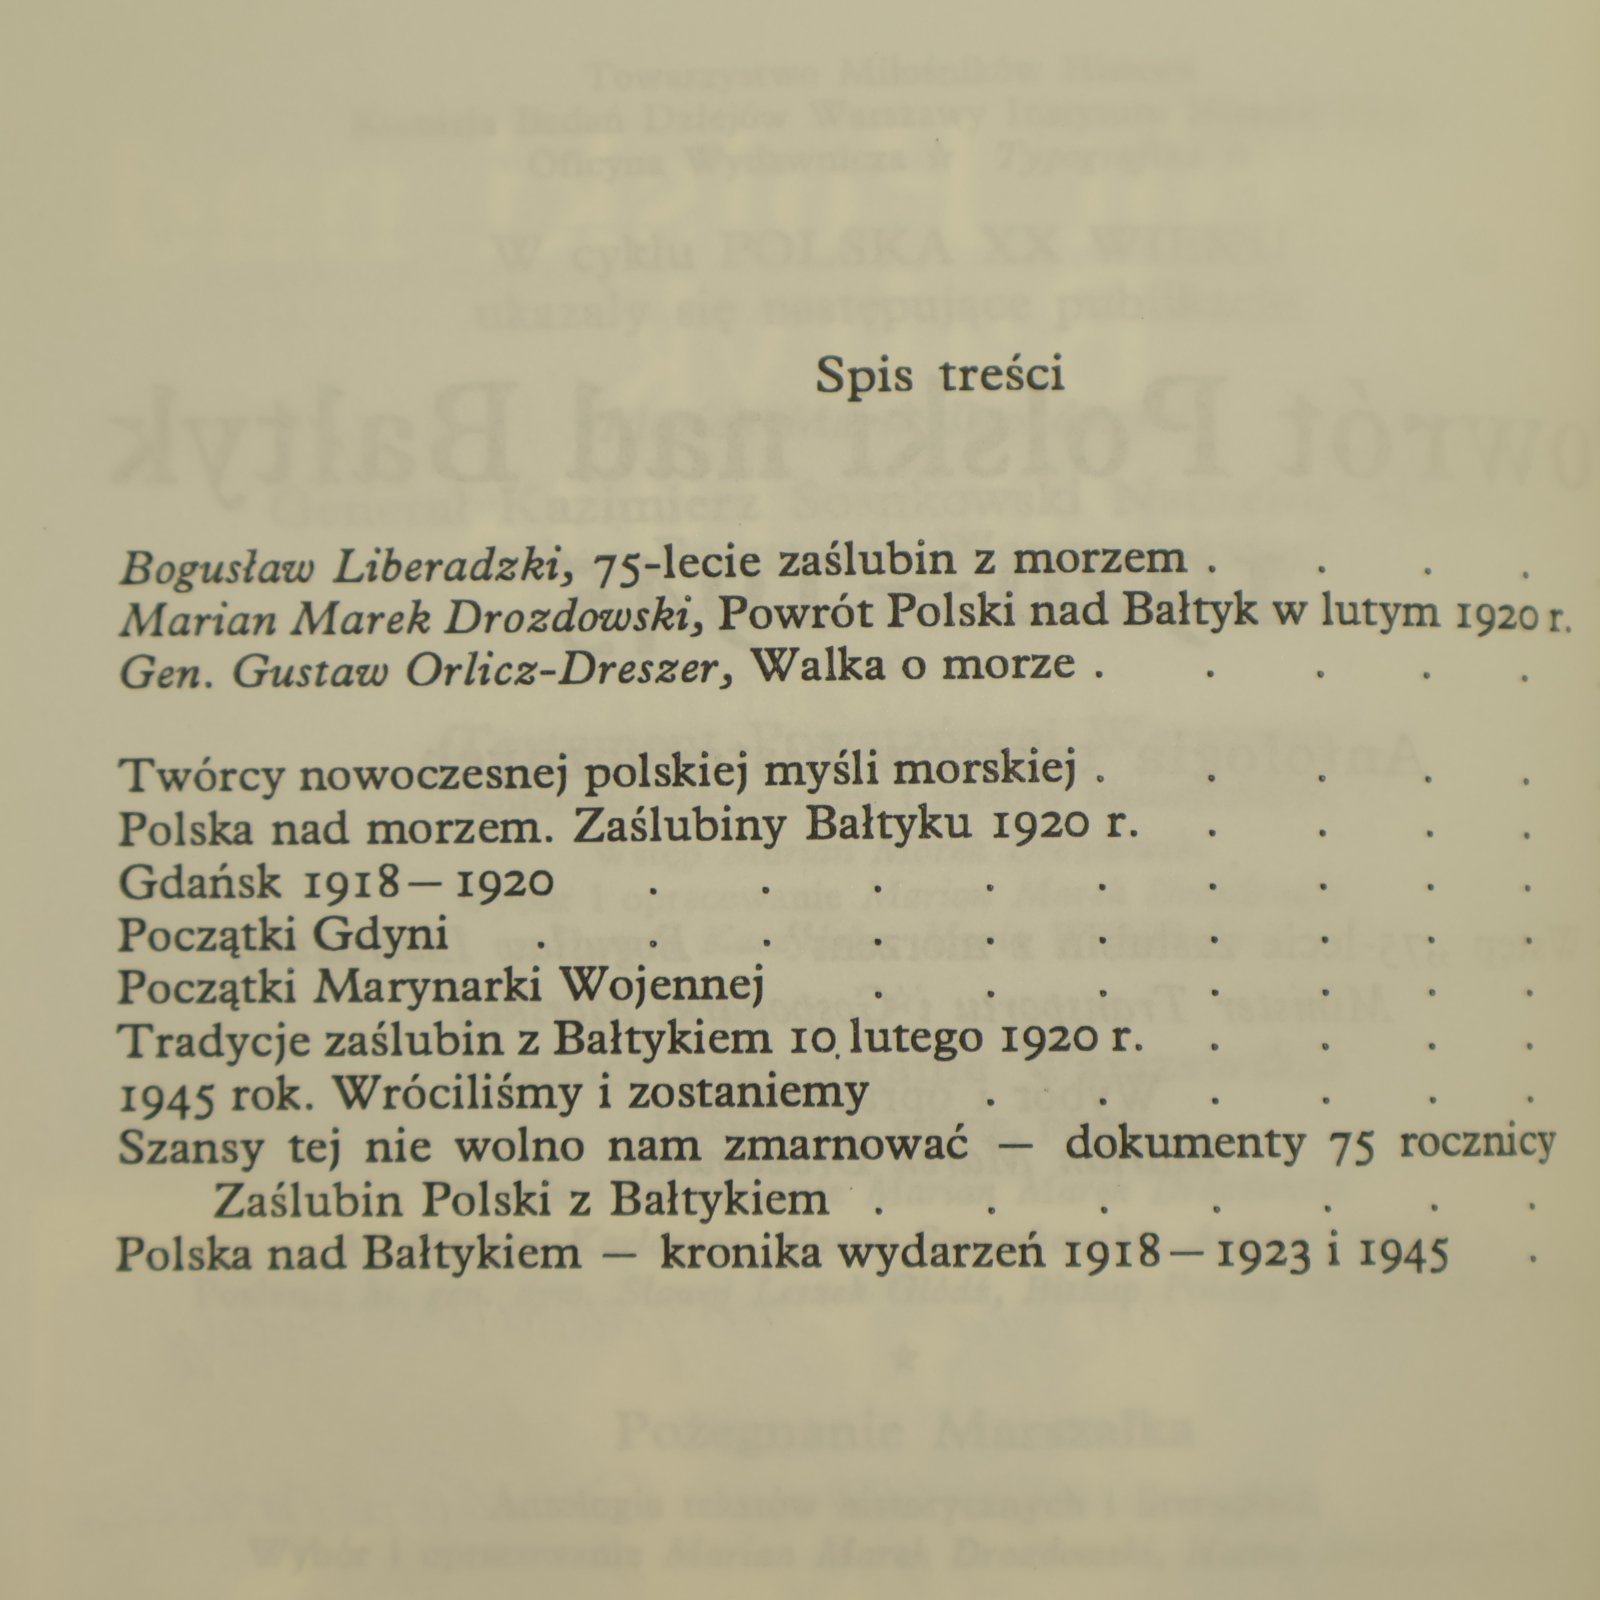 Spis treści
Bogusław Liberadzki, 75-lecie zaślubin z morzem . . . .
Marian Marek Drozdowski, Powrót Polski nad Bałtyk w lutym 1920 r.
Gen. Gustaw Orlicz-Dreszer, Walka o morze . . . . .
Twórcy nowoczesnej polskiej myśli morskiej . . . . .
Polska nad morzem. Zaślubiny Bałtyku 1920 r. . . . .
Gdańsk 1918 — 1920 . . . . . . . . .
Początki Gdyni . . . . . . . . . .
Początki Marynarki Wojennej . . . . . . .
Tradycje zaślubin z Bałtykiem 10 lutego 1920 r. . . . .
1945 rok. Wróciliśmy i zostaniemy . . . . . .
Szansy tej nie wolno nam zmarnować — dokumenty 75 rocznicy
Zaślubin Polski z Bałtykiem . . . . . . .
Polska nad Bałtykiem — kronika wydarzeń 1918 — 1923 i 1945 .